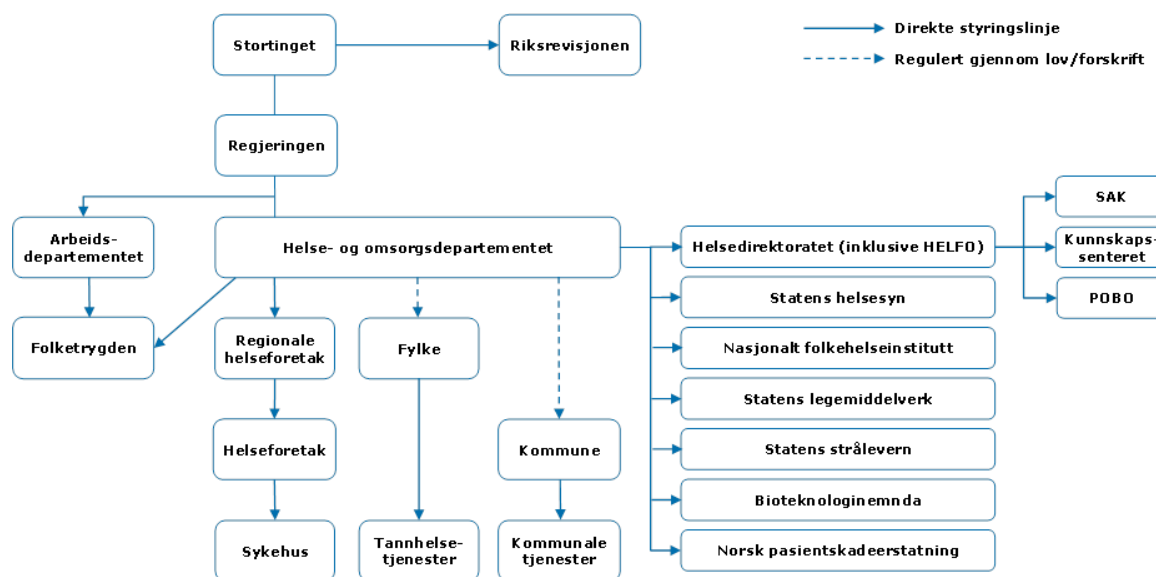 Stortinget
Riksrevisjonen
Direkte styringslinje
Regulert gjennom lov/forskrift
Regjeringen
Arbeids-
departementet
Helse- og omsorgsdepartementet
Helsedirektoratet (inklusive HELFO)
SAK
Kunnskaps-
senteret
POBO
Statens helsesyn
Folketrygden
Regionale
helseforetak
Fylke
Nasjonalt folkehelseinstitutt
Statens legemiddelverk
Helseforetak
Kommune
Statens strålevern
Bioteknologinemnda
Sykehus
Tannhelse-
tjenester
Kommunale
tjenester
Norsk pasientskadeerstatning